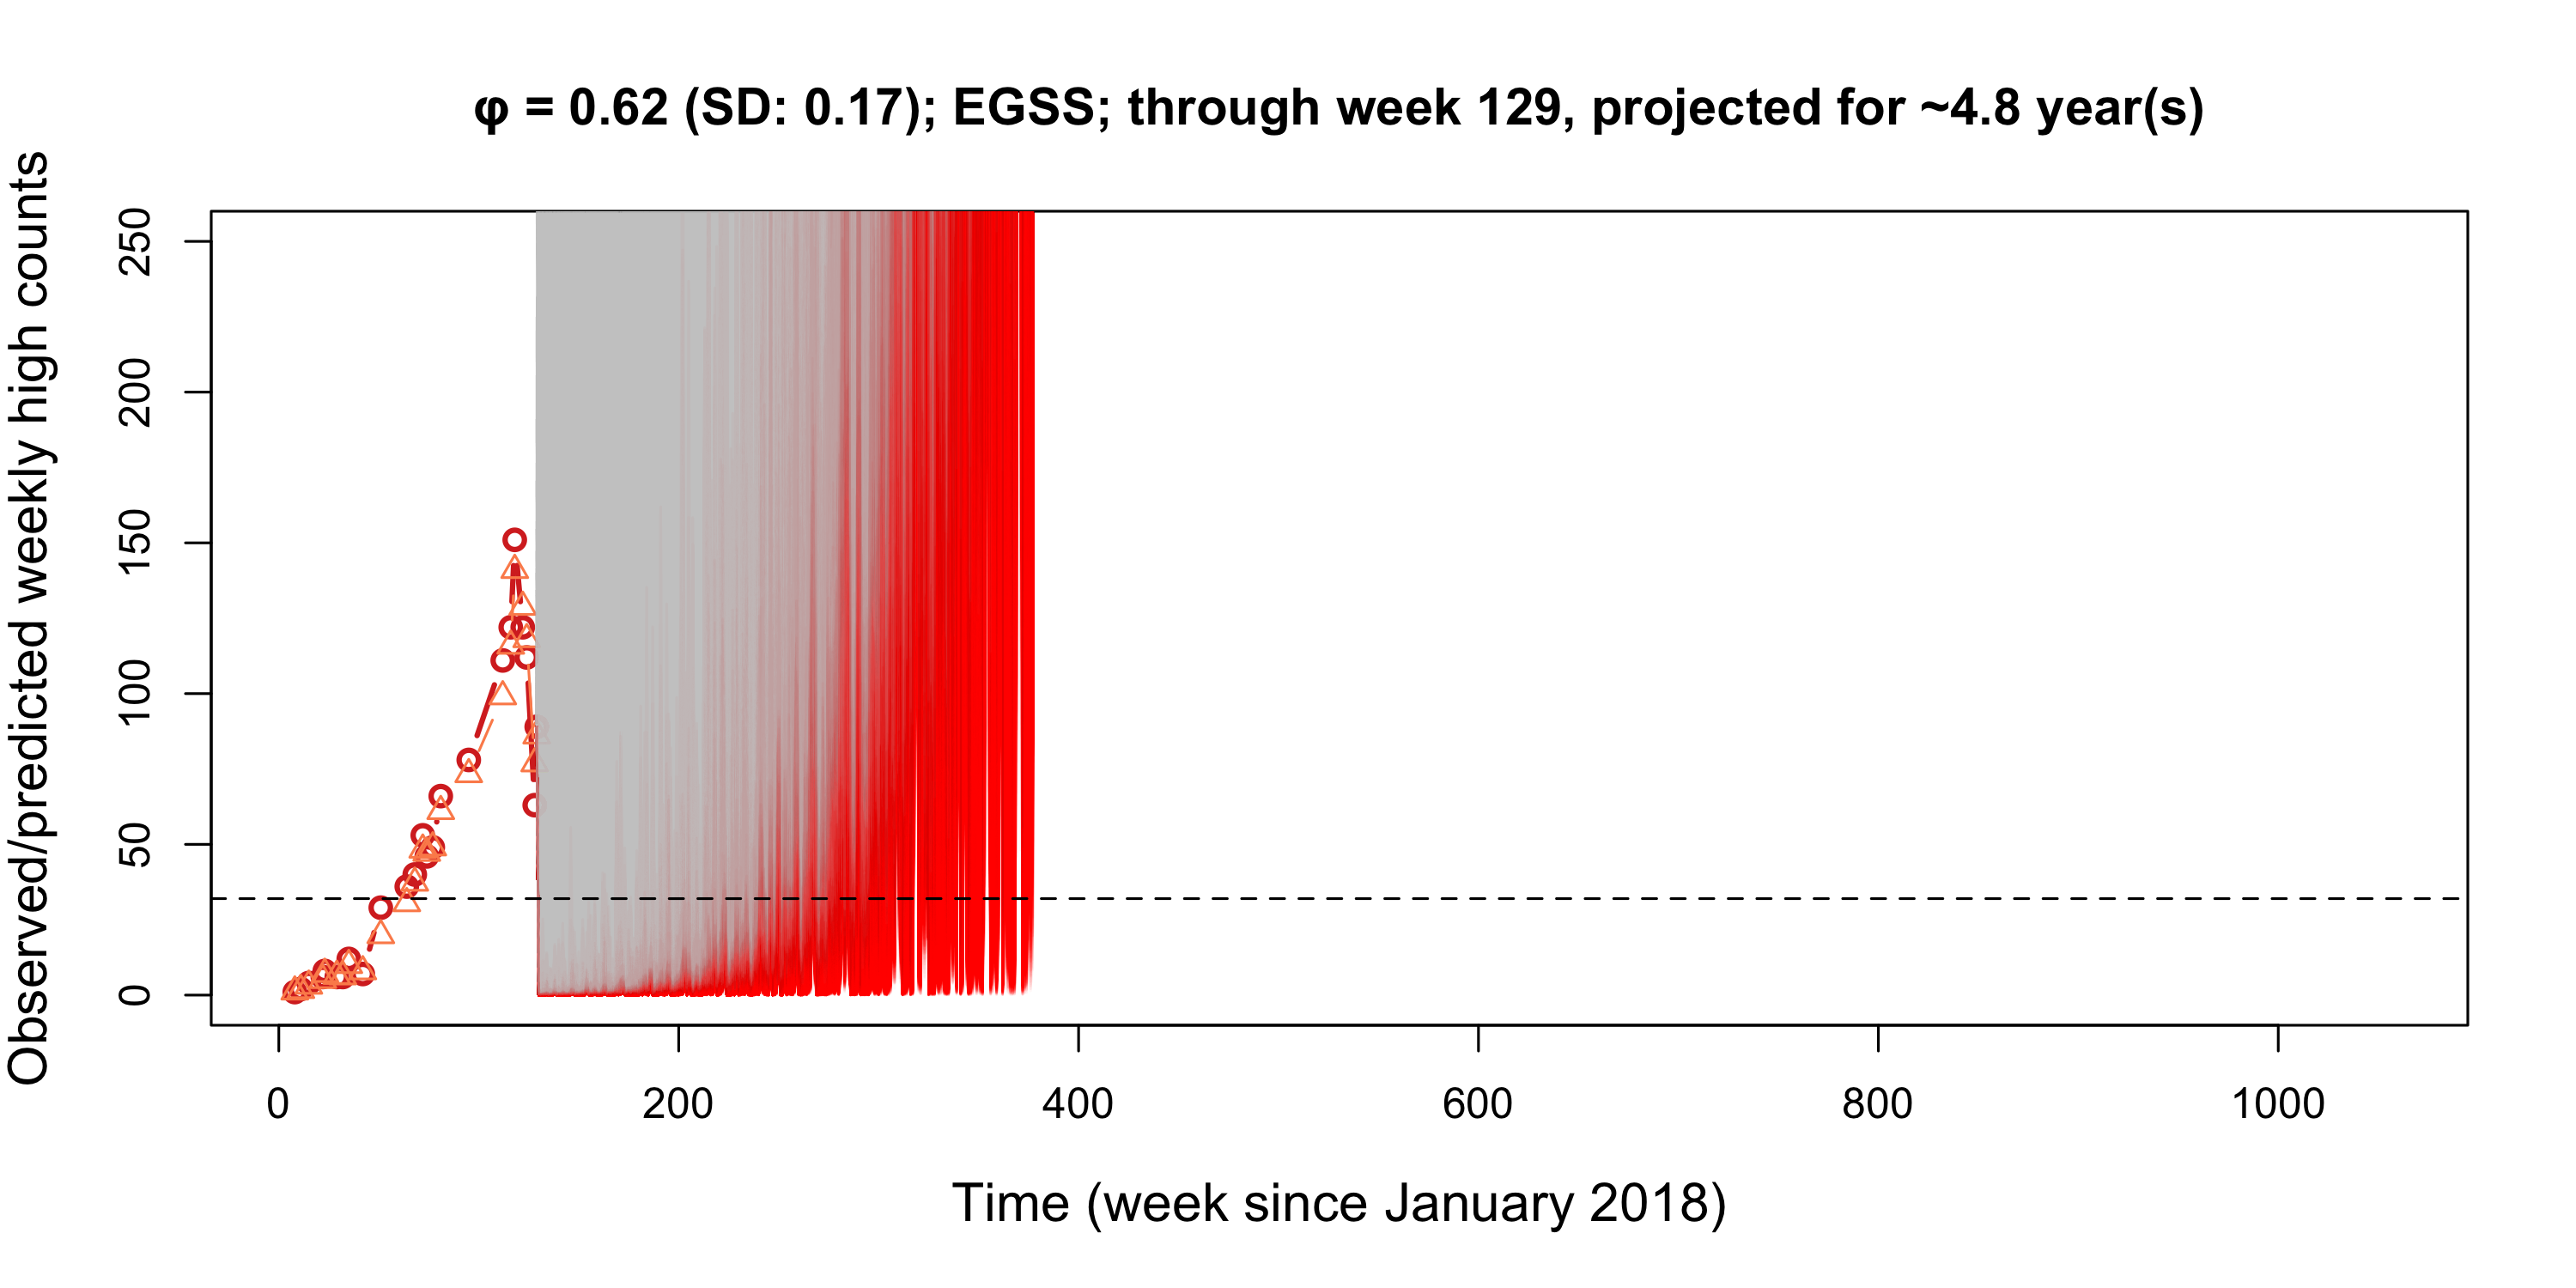 φ = 0.62 (SD: 0.17); EGSS; through week 129, projected for ~4.8 year(s)
Observed/predicted weekly high counts
250
200
150
100
50
0
0 200 400 600 800 1000
Time (week since January 2018)